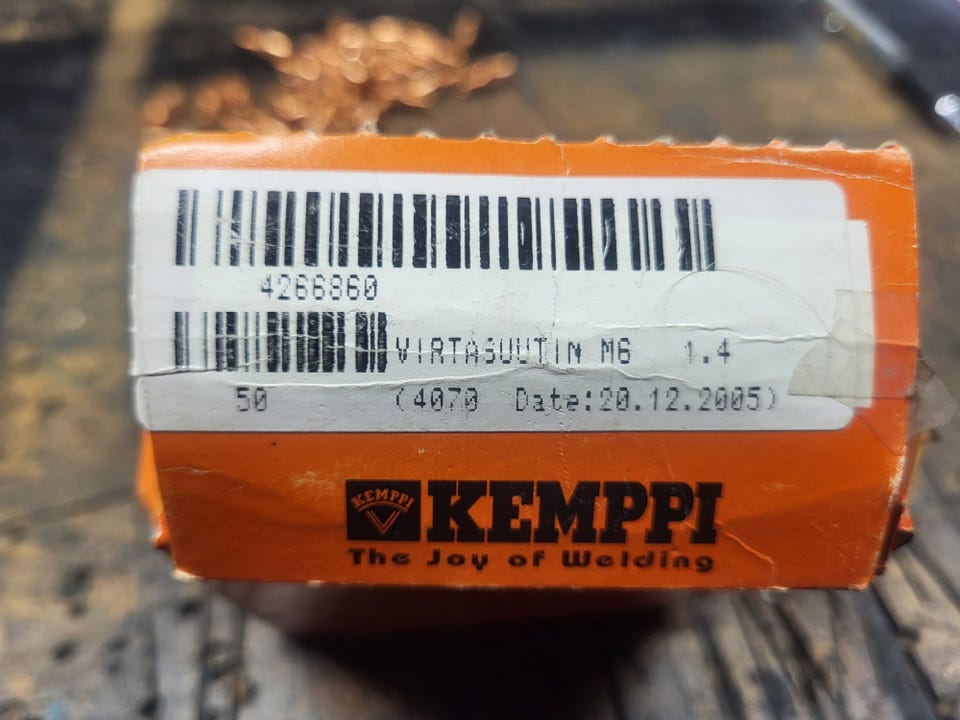 4266860
VIRTASUUTIN M6 1.4
50 (4070 Date:20.12.2005)
KEMPPI KEMPPI
The Joy of Welding